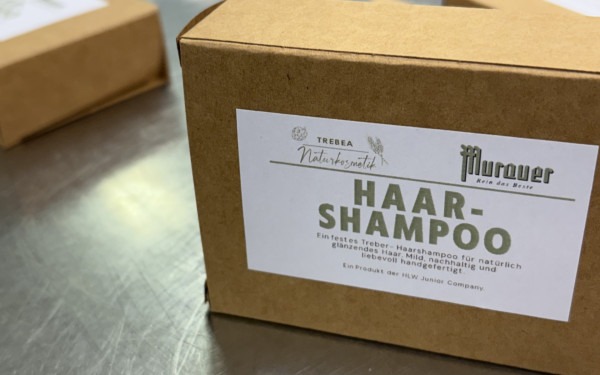 TREBEA
Naturkosmetik
Murauer
Rein das Beste
HAAR-
SHAMPOO
Ein festes Treber- Haarshampoo für natürlich
glänzendes Haar. Mild, nachhaltig und
liebevoll handgefertigt.
Ein Produkt der HLW Junior Company.